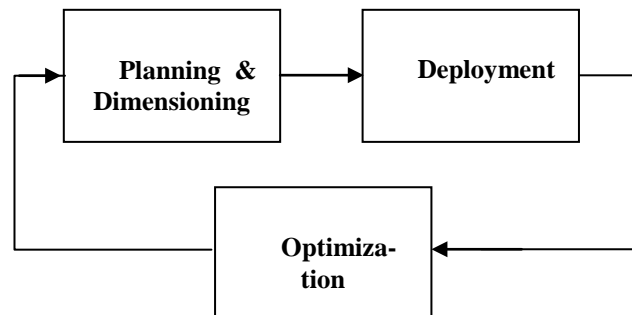 Planning &
Dimensioning
Deployment
Optimiza-
tion